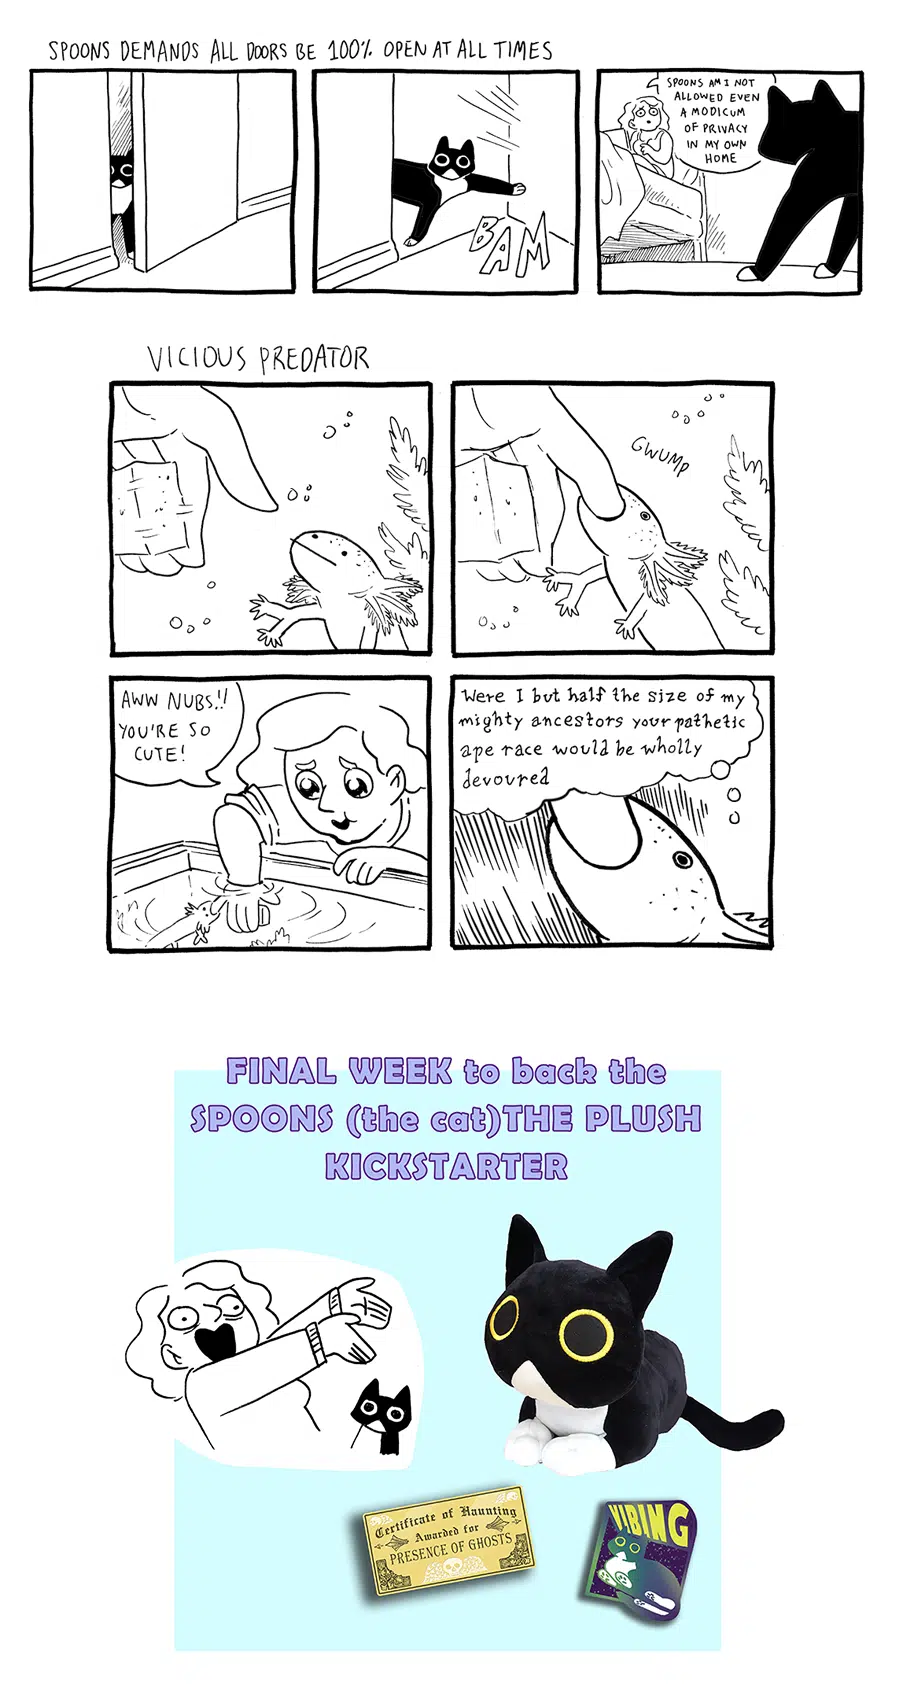 SPOONS DEMANDS ALL DOORS BE 100% OPEN AT ALL TIMES
BAM
SPOONS AM I NOT
ALLOWED EVEN
A MODICUM
OF PRIVACY
IN MY OWN
HOME
VICIOUS PREDATOR
GWUMP
AWW NUBS!!
YOU'RE SO
CUTE!
Were I but half the size of my
mighty ancestors your pathetic
ape race would be wholly
devoured
FINAL WEEK to back the
SPOONS (the cat)THE PLUSH
KICKSTARTER
Certificate of Haunting
Awarded for
PRESENCE OF GHOSTS
VIBING